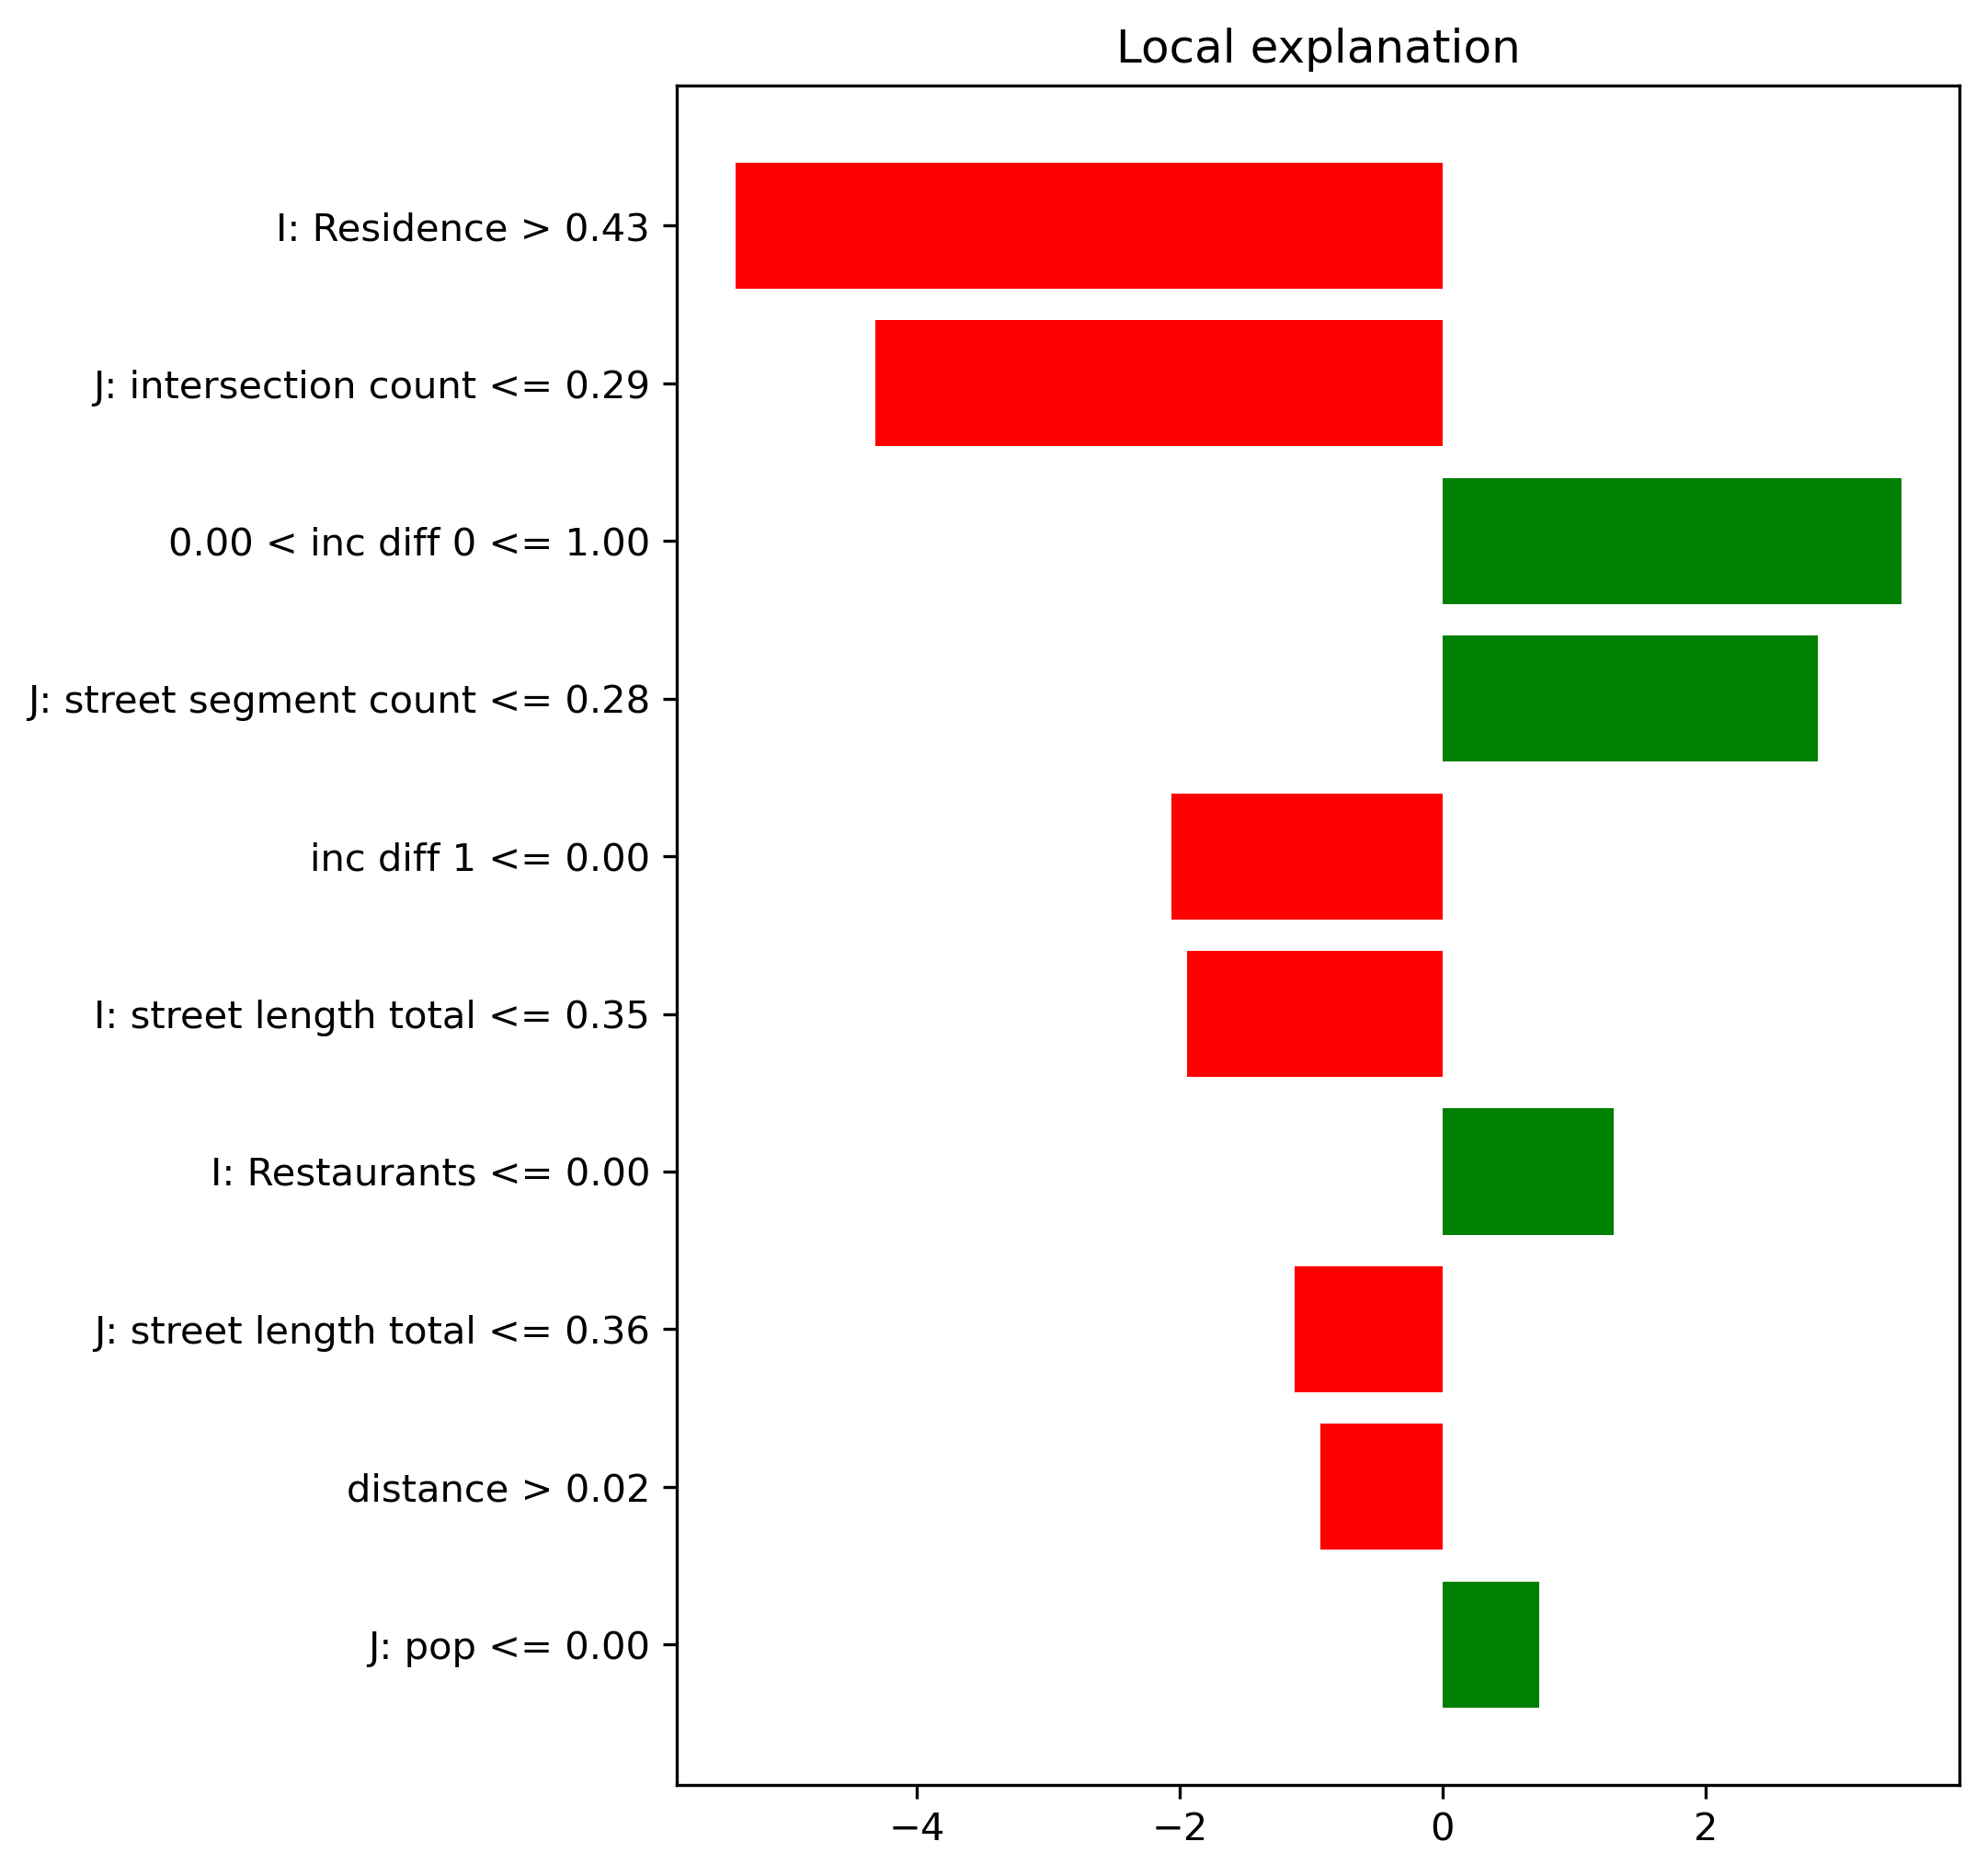 Local explanation
I: Residence > 0.43
J: intersection count <= 0.29
0.00 < inc diff 0 <= 1.00
J: street segment count <= 0.28
inc diff 1 <= 0.00
I: street length total <= 0.35
I: Restaurants <= 0.00
J: street length total <= 0.36
distance > 0.02
J: pop <= 0.00
−4 −2 0 2